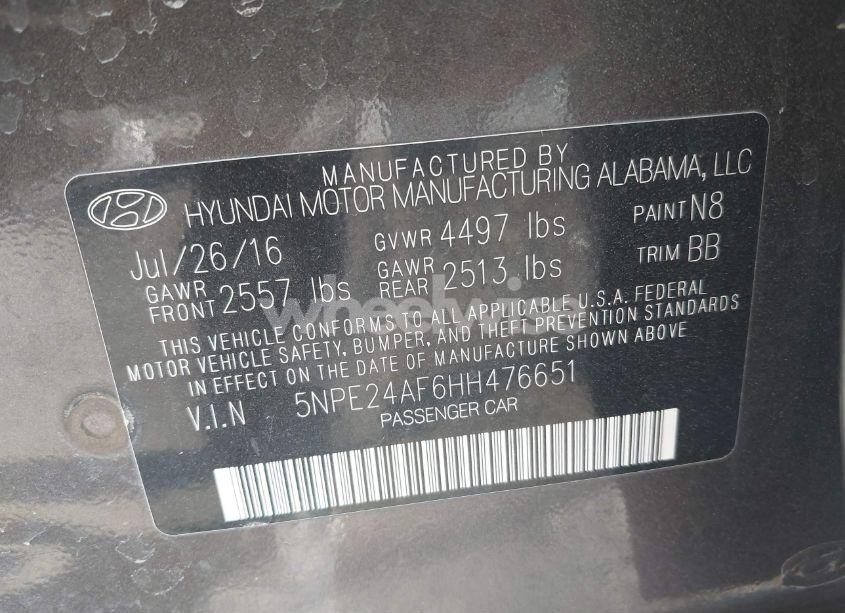 MANUFACTURED BY
HYUNDAI MOTOR MANUFACTURING ALABAMA, LLC
Jul/26/16 GVWR 4497 lbs PAINT N8
GAWR FRONT 2557 lbs GAWR REAR 2513 lbs TRIM BB
THIS VEHICLE CONFORMS TO ALL APPLICABLE U.S.A. FEDERAL
MOTOR VEHICLE SAFETY, BUMPER, AND THEFT PREVENTION STANDARDS
IN EFFECT ON THE DATE OF MANUFACTURE SHOWN ABOVE
V.I.N 5NPE24AF6HH476651
PASSENGER CAR